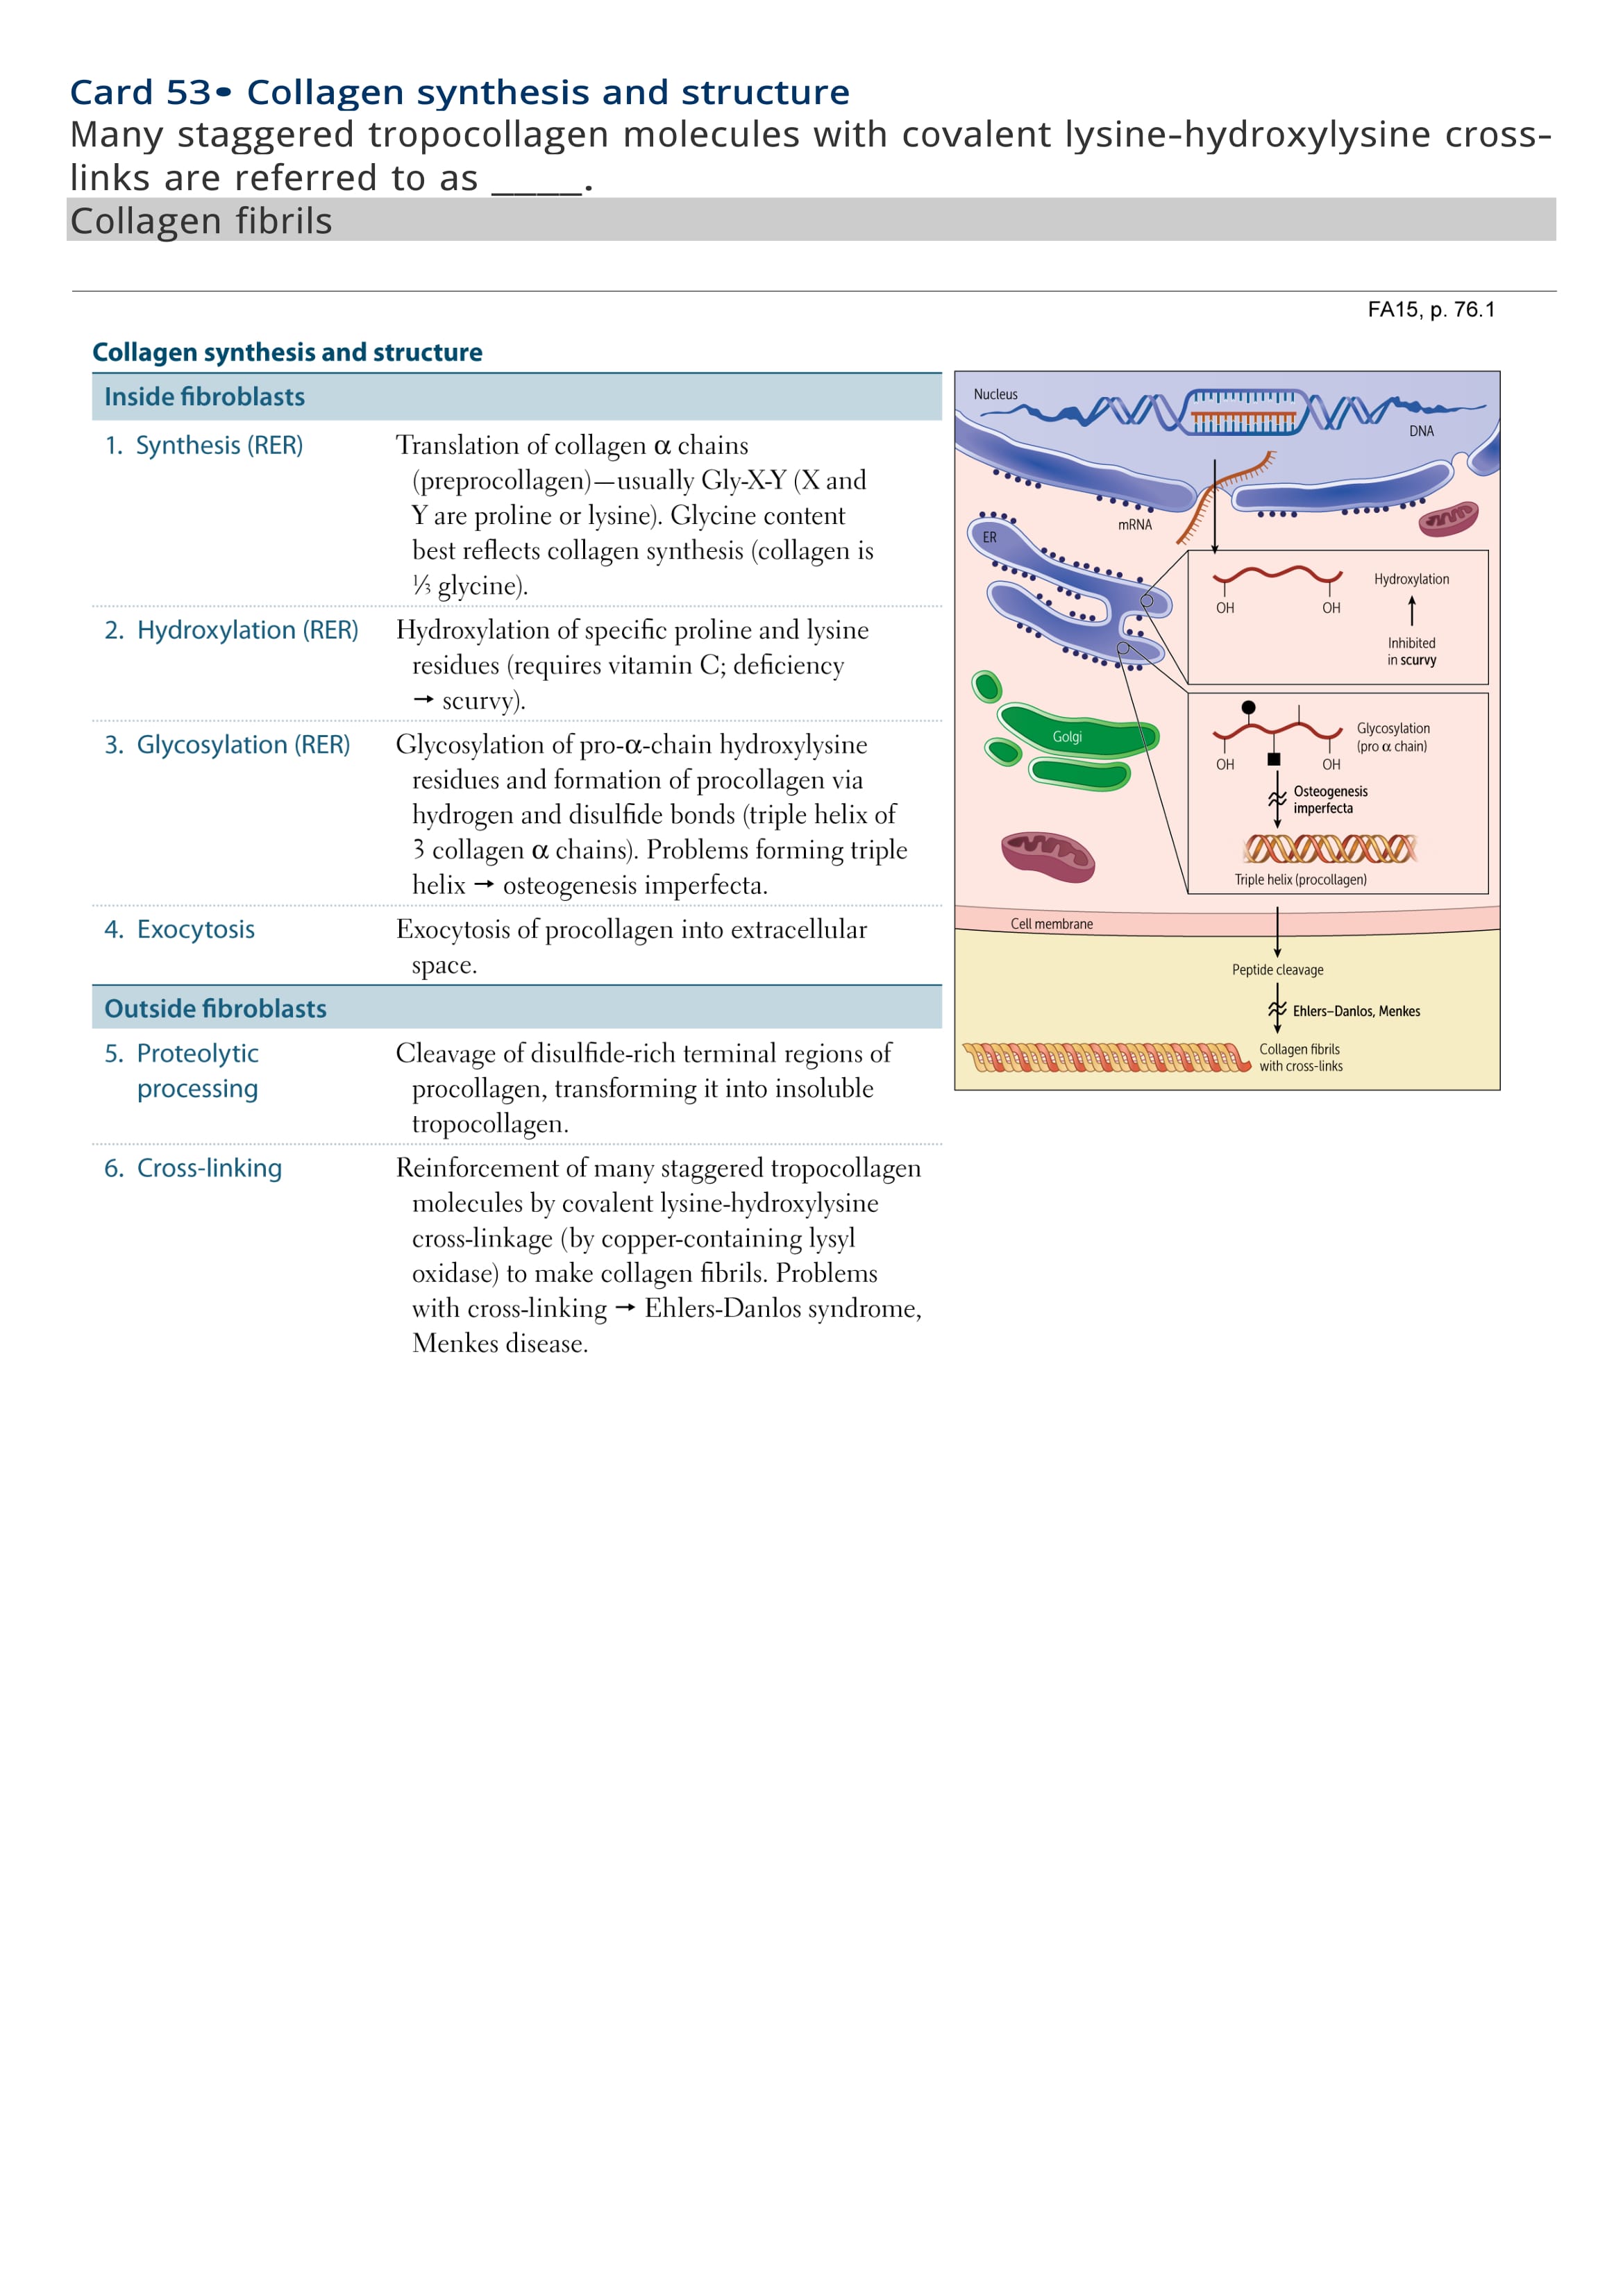 Card 53• Collagen synthesis and structure
Many staggered tropocollagen molecules with covalent lysine-hydroxylysine cross-
links are referred to as ____.
Collagen fibrils
FA15, p. 76.1
Collagen synthesis and structure
Inside fibroblasts
1. Synthesis (RER)
Translation of collagen α chains
(preprocollagen)—usually Gly-X-Y (X and
Y are proline or lysine). Glycine content
best reflects collagen synthesis (collagen is
⅓ glycine).
2. Hydroxylation (RER)
Hydroxylation of specific proline and lysine
residues (requires vitamin C; deficiency
→ scurvy).
3. Glycosylation (RER)
Glycosylation of pro-α-chain hydroxylysine
residues and formation of procollagen via
hydrogen and disulfide bonds (triple helix of
3 collagen α chains). Problems forming triple
helix → osteogenesis imperfecta.
4. Exocytosis
Exocytosis of procollagen into extracellular
space.
Outside fibroblasts
5. Proteolytic
processing
Cleavage of disulfide-rich terminal regions of
procollagen, transforming it into insoluble
tropocollagen.
6. Cross-linking
Reinforcement of many staggered tropocollagen
molecules by covalent lysine-hydroxylysine
cross-linkage (by copper-containing lysyl
oxidase) to make collagen fibrils. Problems
with cross-linking → Ehlers-Danlos syndrome,
Menkes disease.
Nucleus
DNA
mRNA
ER
Hydroxylation
OH
OH
Inhibited
in scurvy
Golgi
Glycosylation
(pro α chain)
OH
OH
Osteogenesis
imperfecta
Triple helix (procollagen)
Cell membrane
Peptide cleavage
Ehlers–Danlos, Menkes
Collagen fibrils
with cross-links